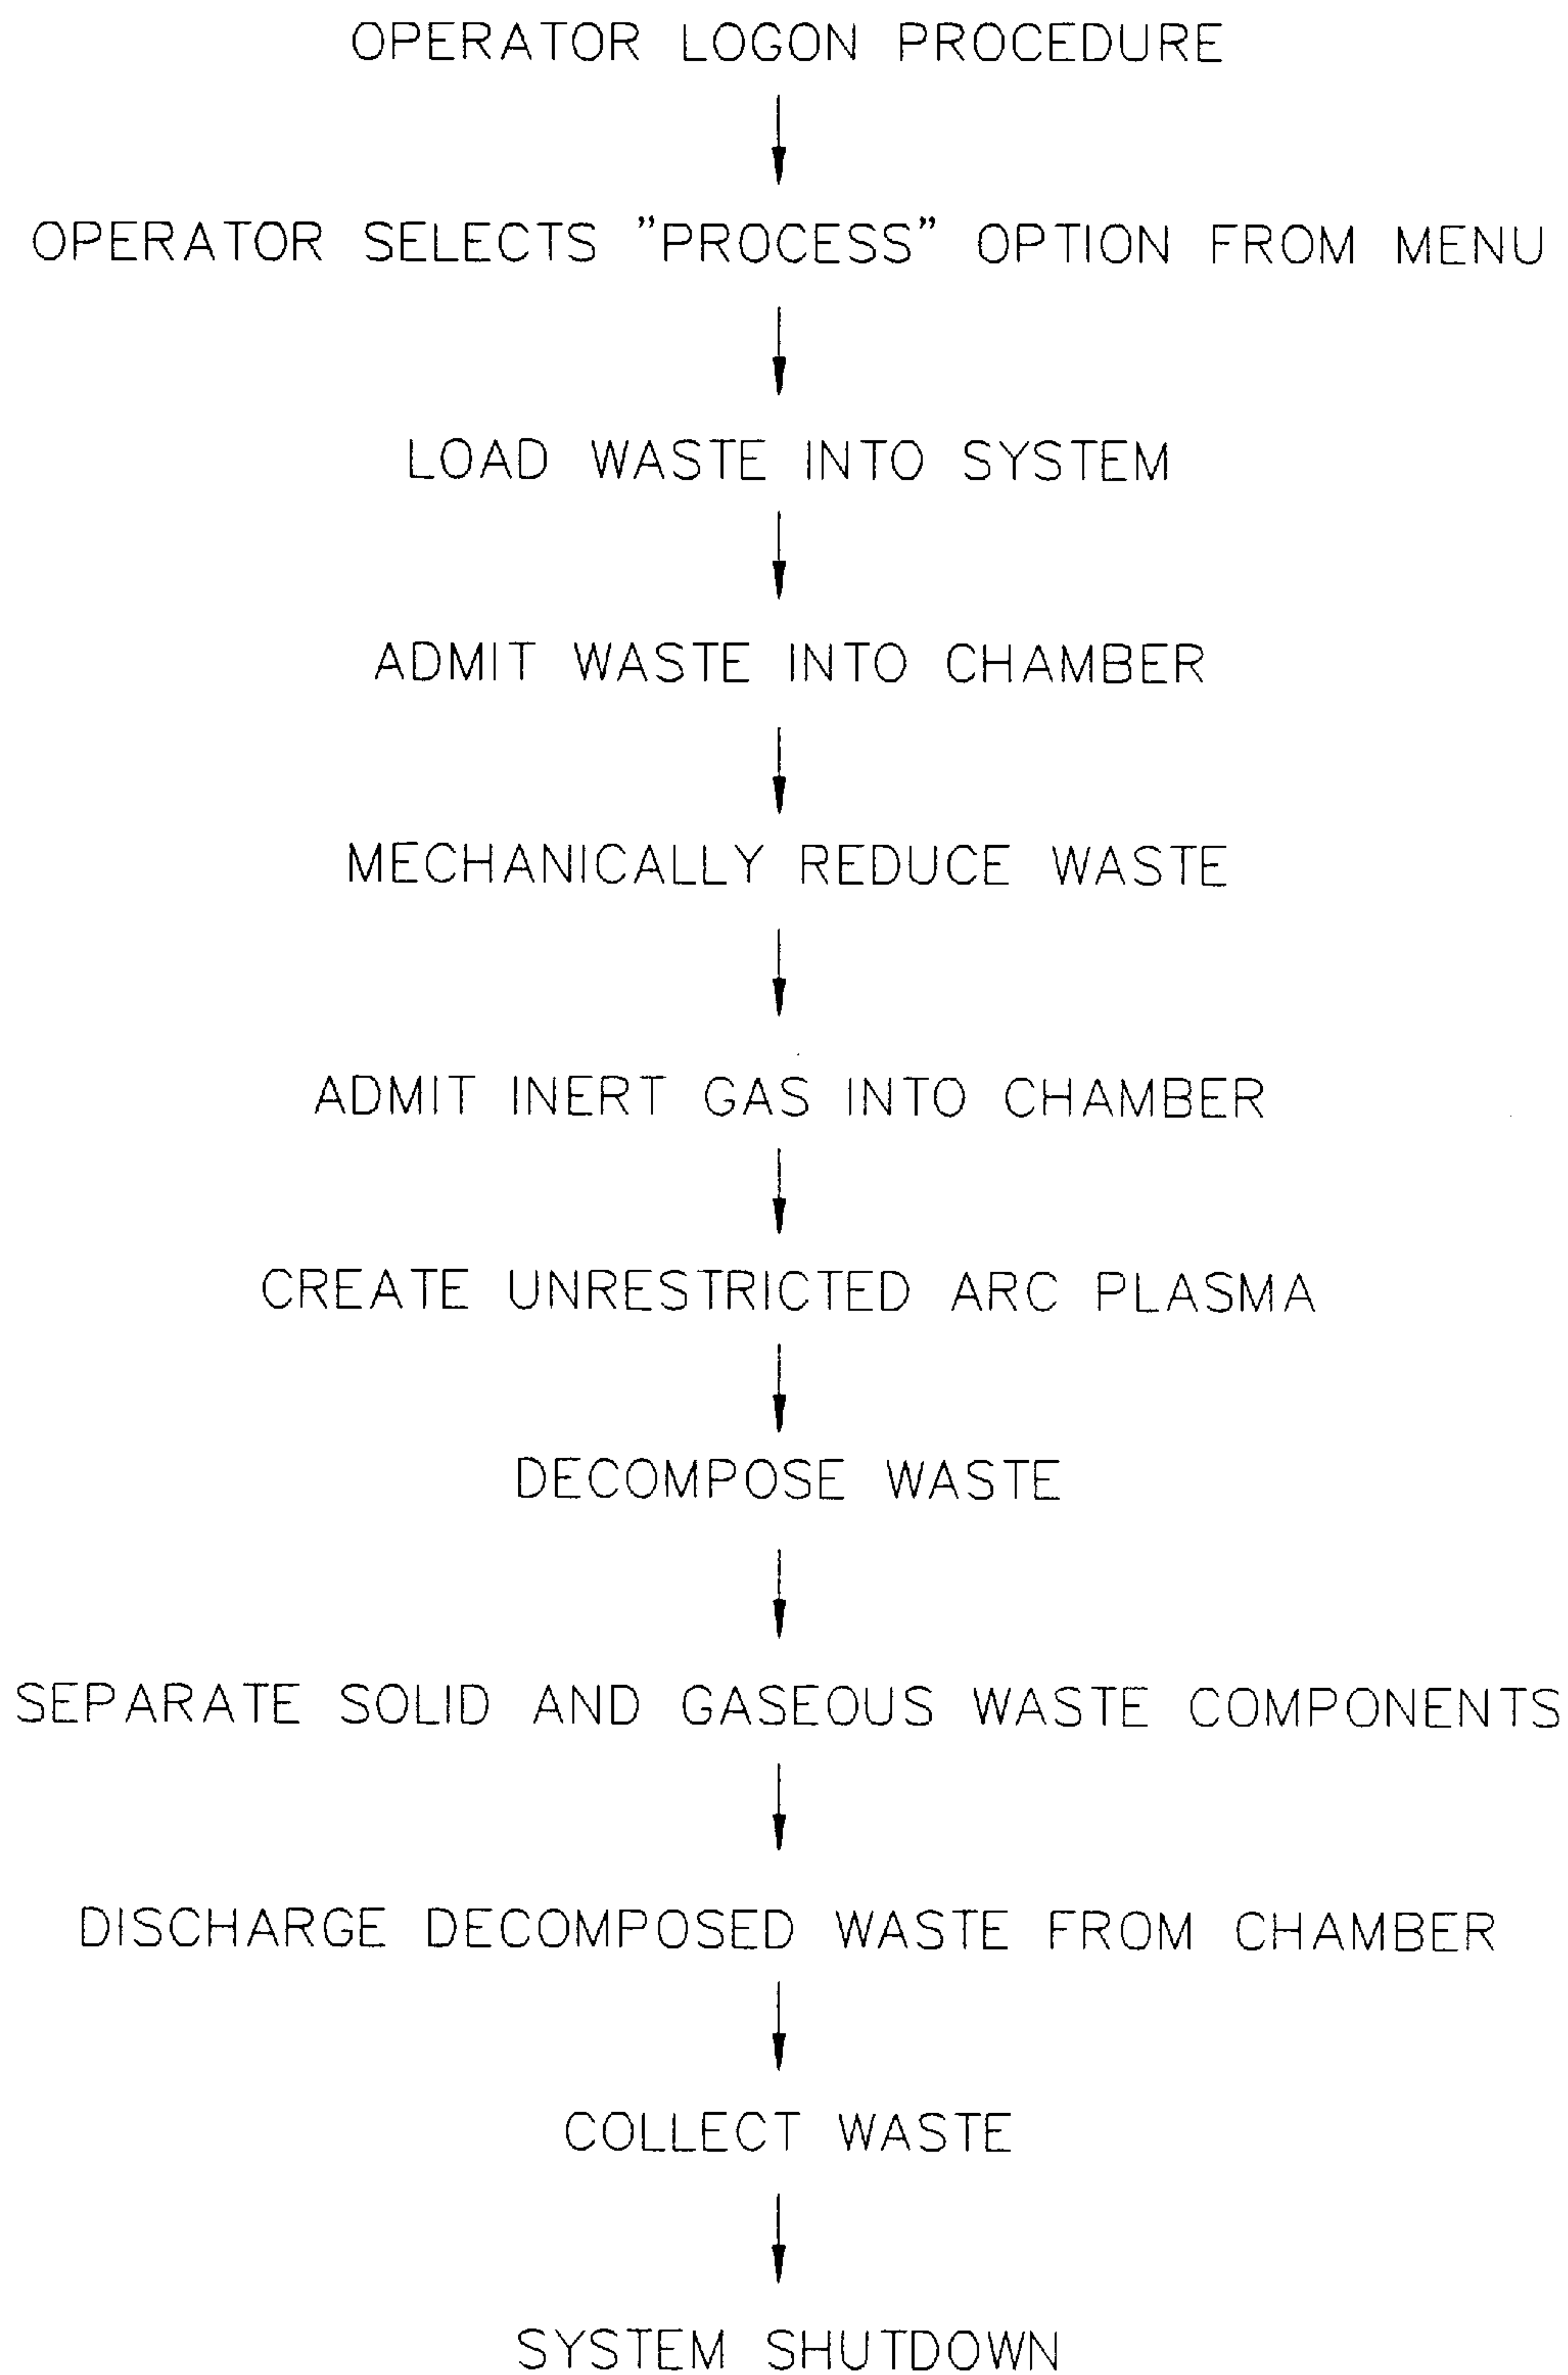 OPERATOR LOGON PROCEDURE
OPERATOR SELECTS "PROCESS" OPTION FROM MENU
LOAD WASTE INTO SYSTEM
ADMIT WASTE INTO CHAMBER
MECHANICALLY REDUCE WASTE
ADMIT INERT GAS INTO CHAMBER
CREATE UNRESTRICTED ARC PLASMA
DECOMPOSE WASTE
SEPARATE SOLID AND GASEOUS WASTE COMPONENTS
DISCHARGE DECOMPOSED WASTE FROM CHAMBER
COLLECT WASTE
SYSTEM SHUTDOWN